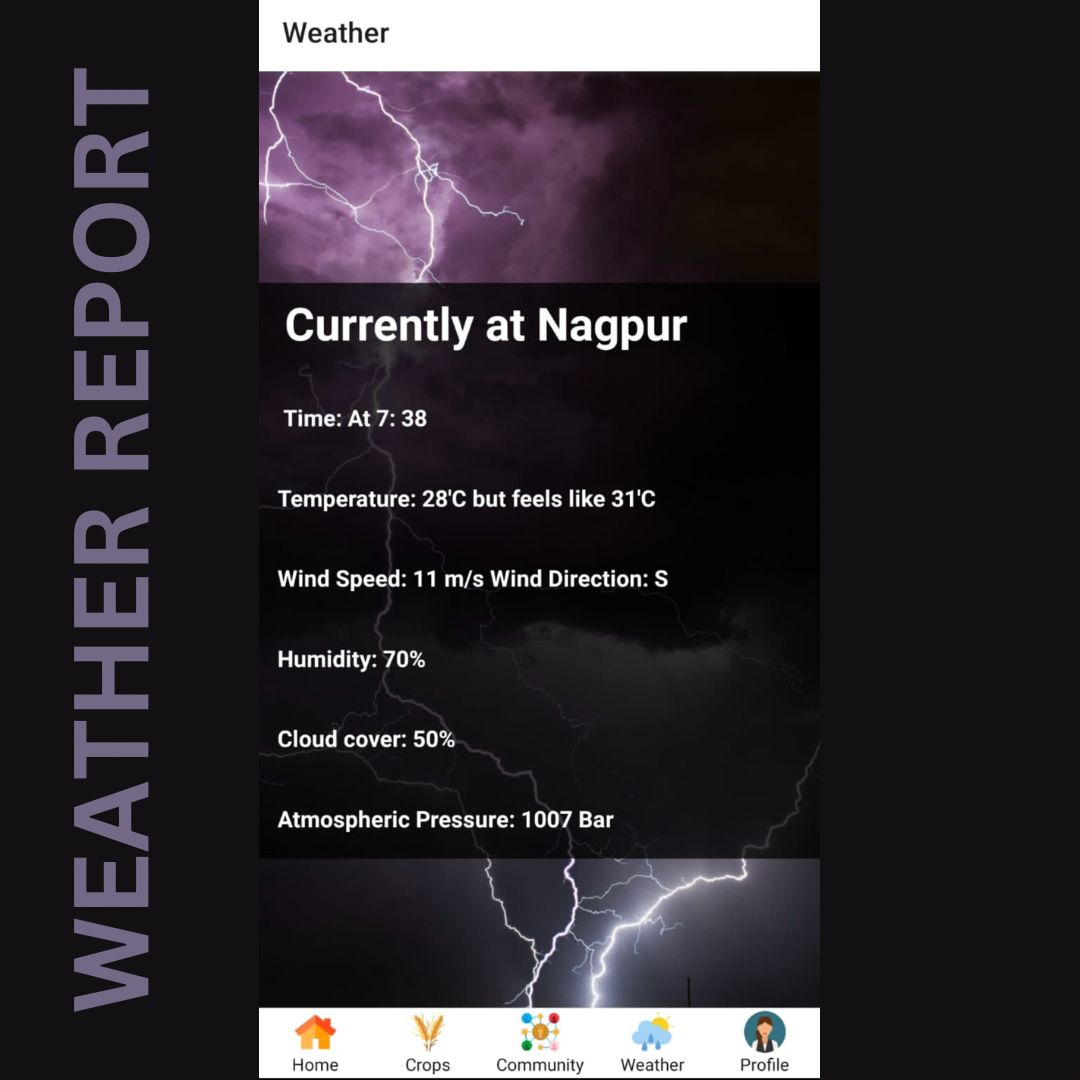 WEATHER REPORT
Weather
Currently at Nagpur
Time: At 7: 38
Temperature: 28'C but feels like 31'C
Wind Speed: 11 m/s Wind Direction: S
Humidity: 70%
Cloud cover: 50%
Atmospheric Pressure: 1007 Bar
Home Crops Community Weather Profile